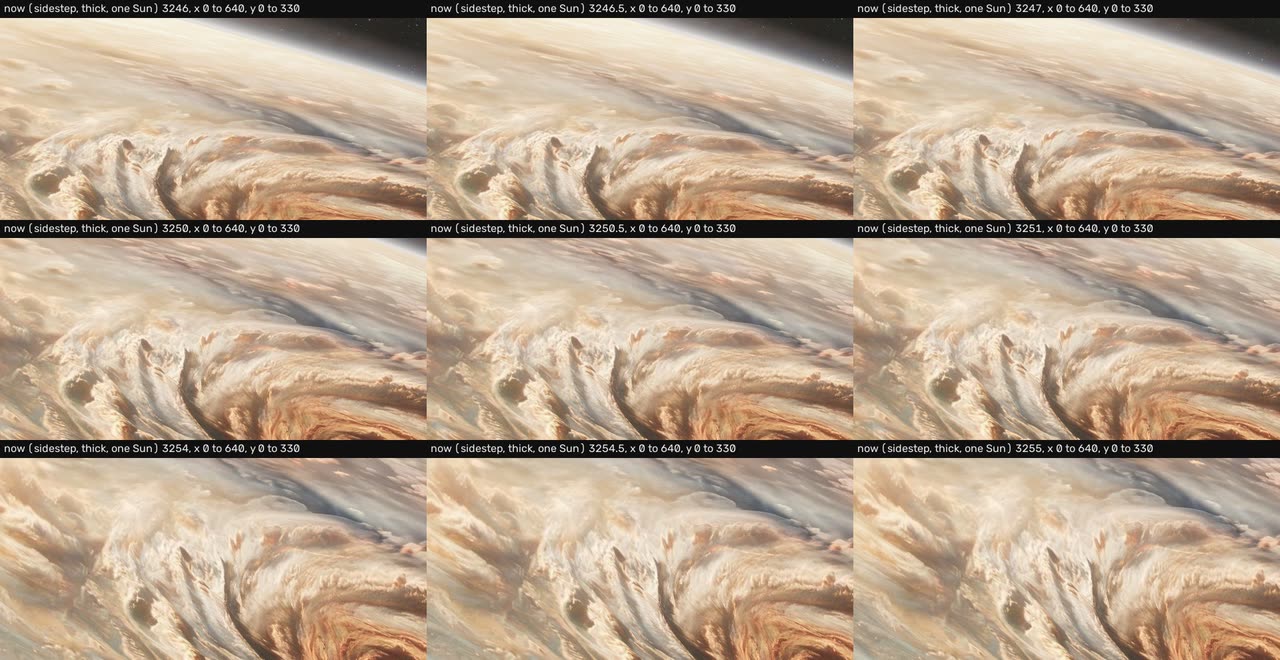 now (sidestep, thick, one Sun) 3246, x 0 to 640, y 0 to 330
now (sidestep, thick, one Sun) 3246.5, x 0 to 640, y 0 to 330
now (sidestep, thick, one Sun) 3247, x 0 to 640, y 0 to 330
now (sidestep, thick, one Sun) 3250, x 0 to 640, y 0 to 330
now (sidestep, thick, one Sun) 3250.5, x 0 to 640, y 0 to 330
now (sidestep, thick, one Sun) 3251, x 0 to 640, y 0 to 330
now (sidestep, thick, one Sun) 3254, x 0 to 640, y 0 to 330
now (sidestep, thick, one Sun) 3254.5, x 0 to 640, y 0 to 330
now (sidestep, thick, one Sun) 3255, x 0 to 640, y 0 to 330